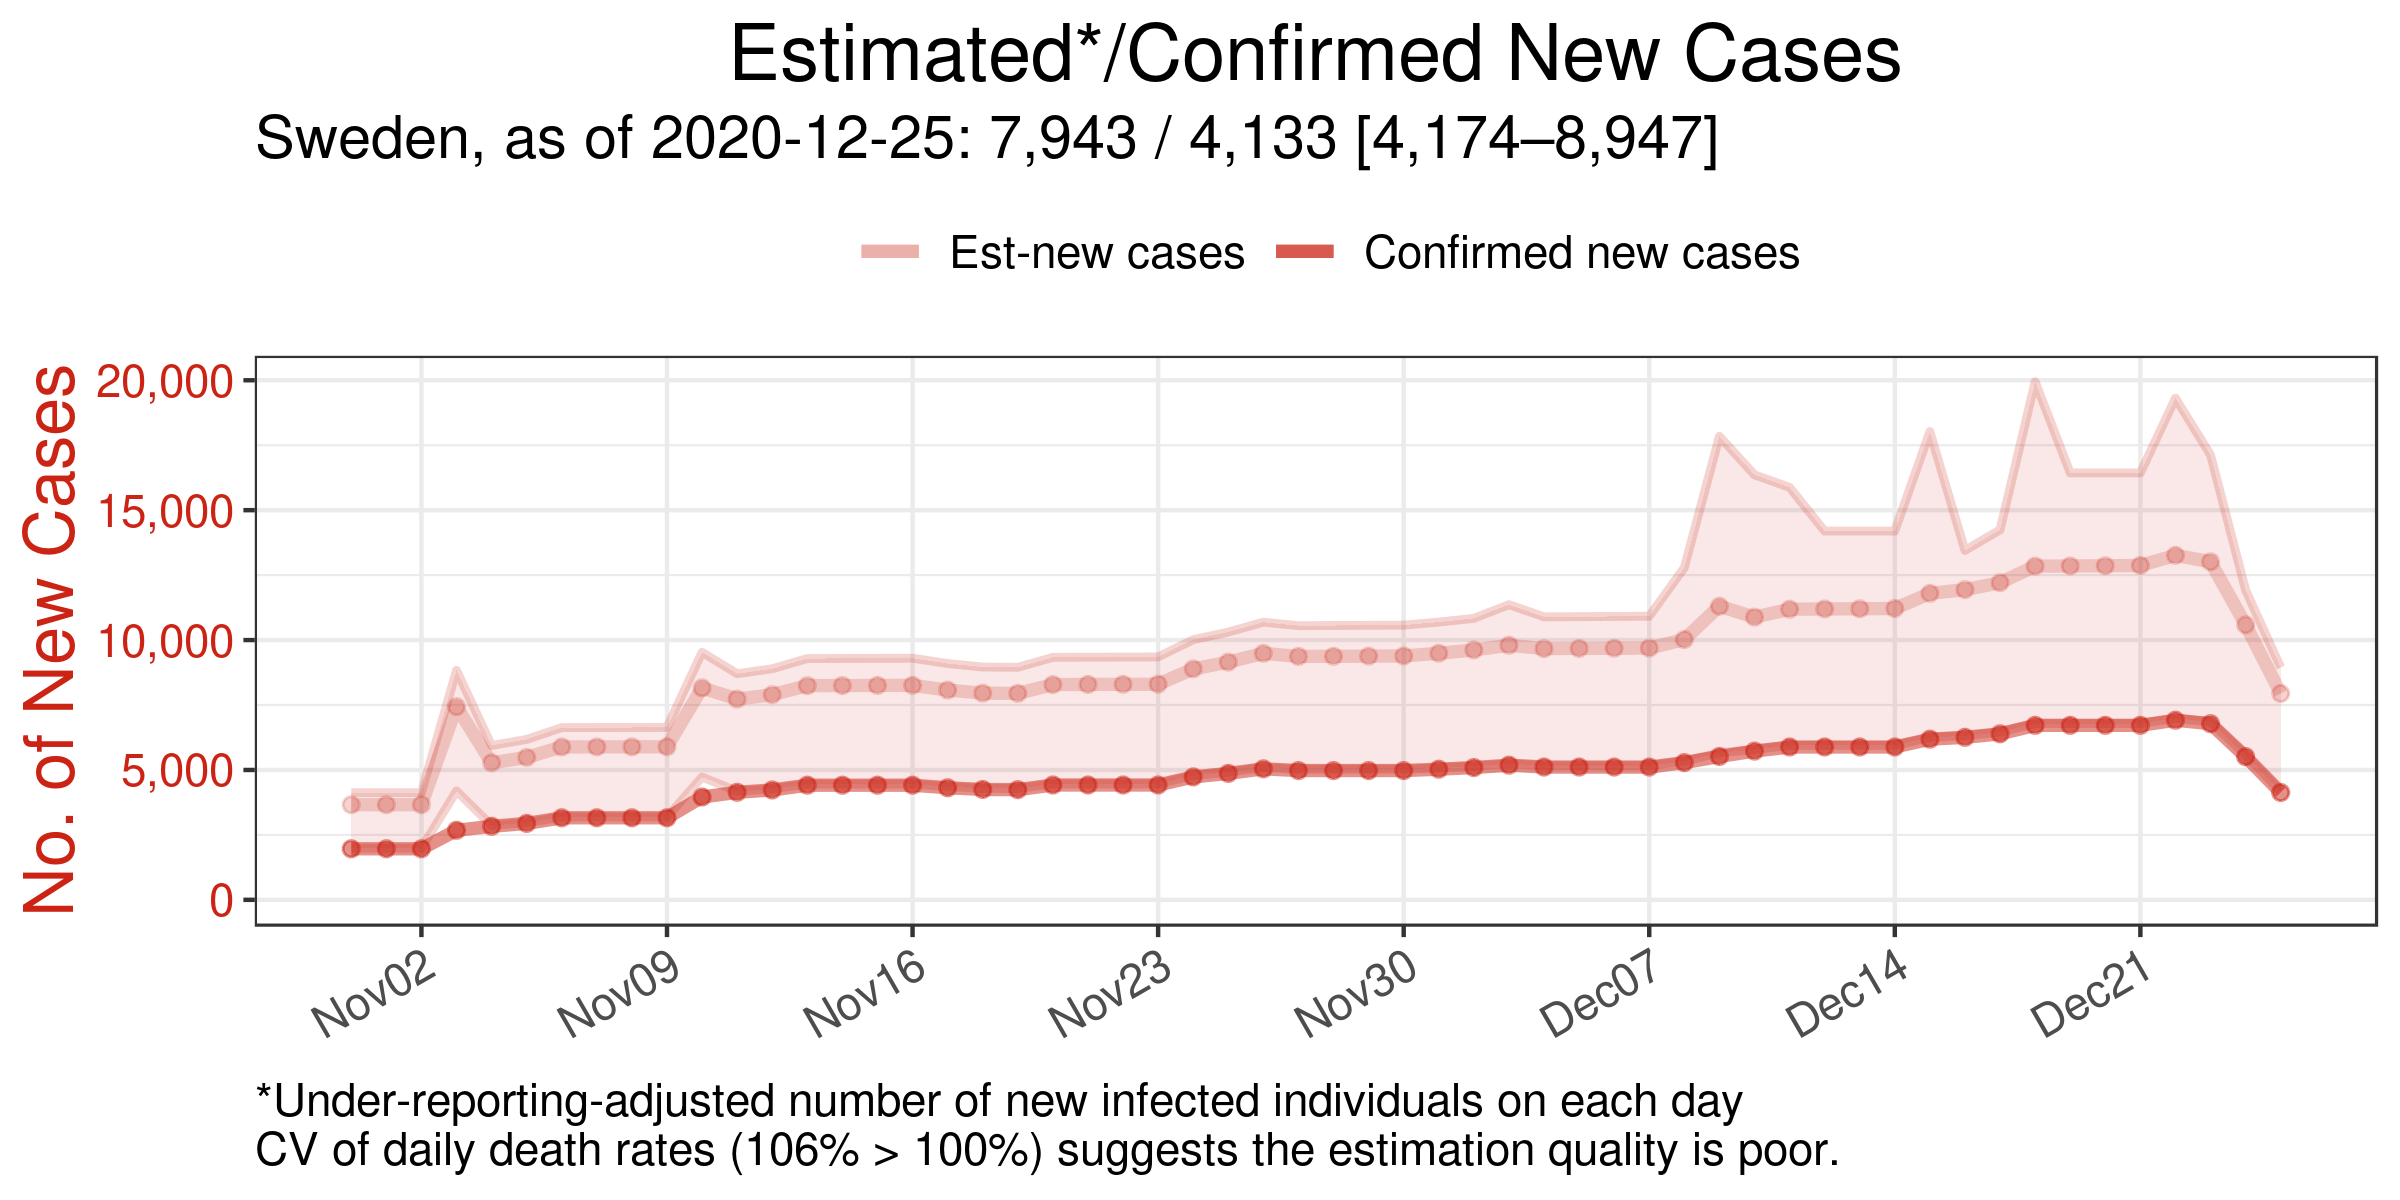 Estimated*/Confirmed New Cases
Sweden, as of 2020-12-25: 7,943 / 4,133 [4,174–8,947]
Est-new cases
Confirmed new cases
No. of New Cases
20,000
15,000
10,000
5,000
0
Nov02
Nov09
Nov16
Nov23
Nov30
Dec07
Dec14
Dec21
*Under-reporting-adjusted number of new infected individuals on each day
CV of daily death rates (106% > 100%) suggests the estimation quality is poor.